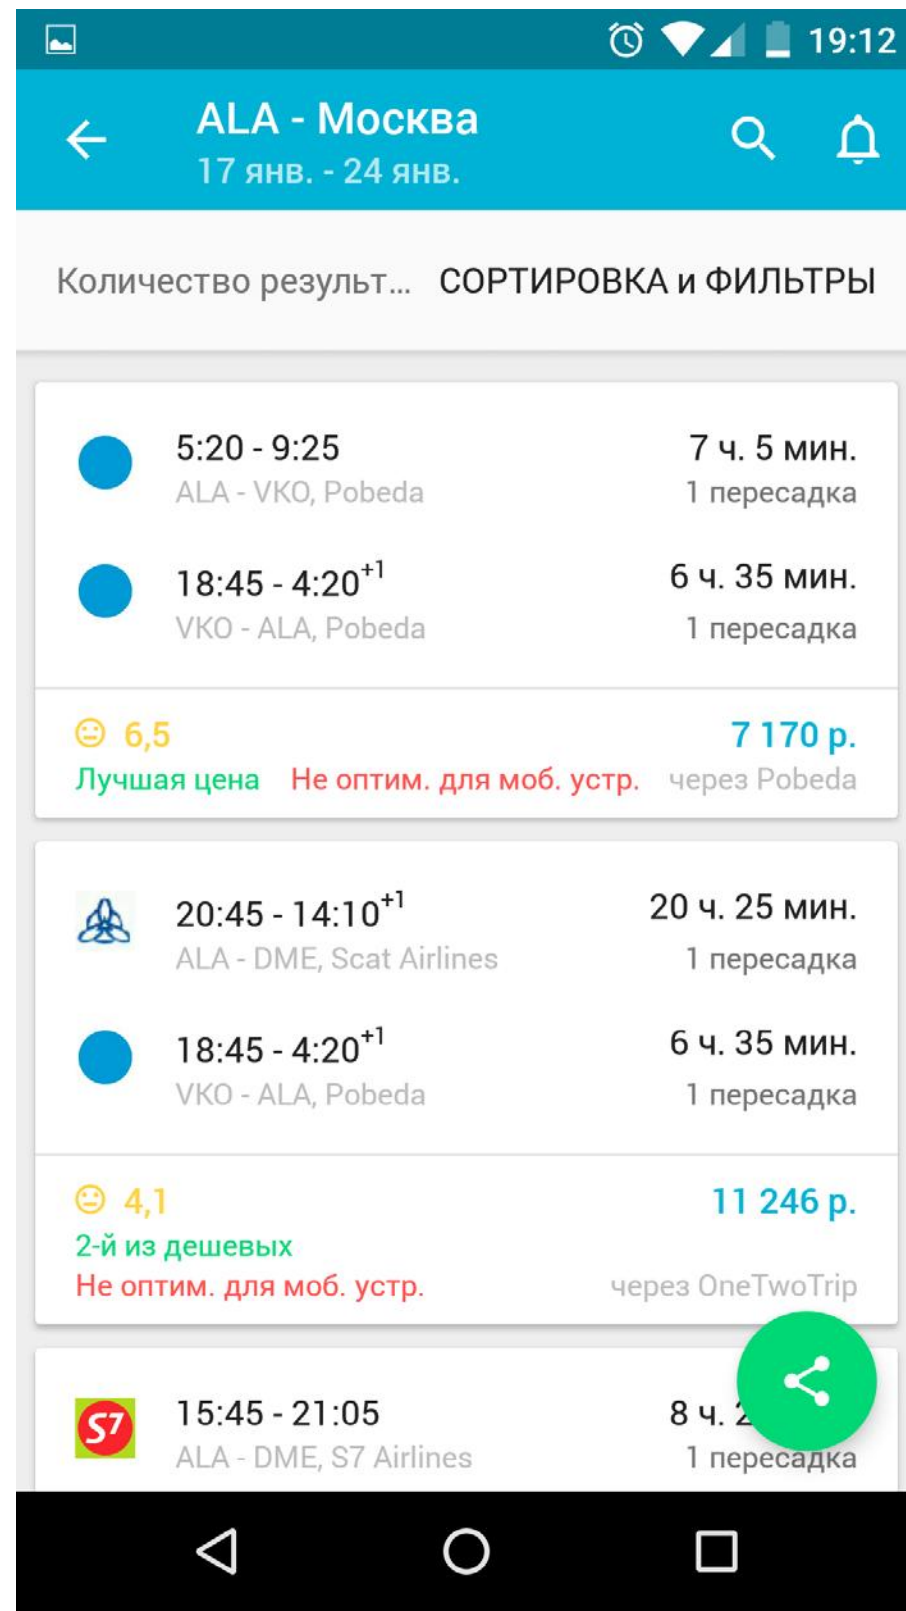 19:12
ALA - Москва
17 янв. - 24 янв.
Количество результ... СОРТИРОВКА и ФИЛЬТРЫ
5:20 - 9:25 7 ч. 5 мин.
ALA - VKO, Pobeda 1 пересадка
18:45 - 4:20+1 6 ч. 35 мин.
VKO - ALA, Pobeda 1 пересадка
6,5 7 170 р.
Лучшая цена Не оптим. для моб. устр. через Pobeda
20:45 - 14:10+1 20 ч. 25 мин.
ALA - DME, Scat Airlines 1 пересадка
18:45 - 4:20+1 6 ч. 35 мин.
VKO - ALA, Pobeda 1 пересадка
4,1 11 246 р.
2-й из дешевых
Не оптим. для моб. устр. через OneTwoTrip
S7 15:45 - 21:05 8 ч. 2
ALA - DME, S7 Airlines 1 пересадка